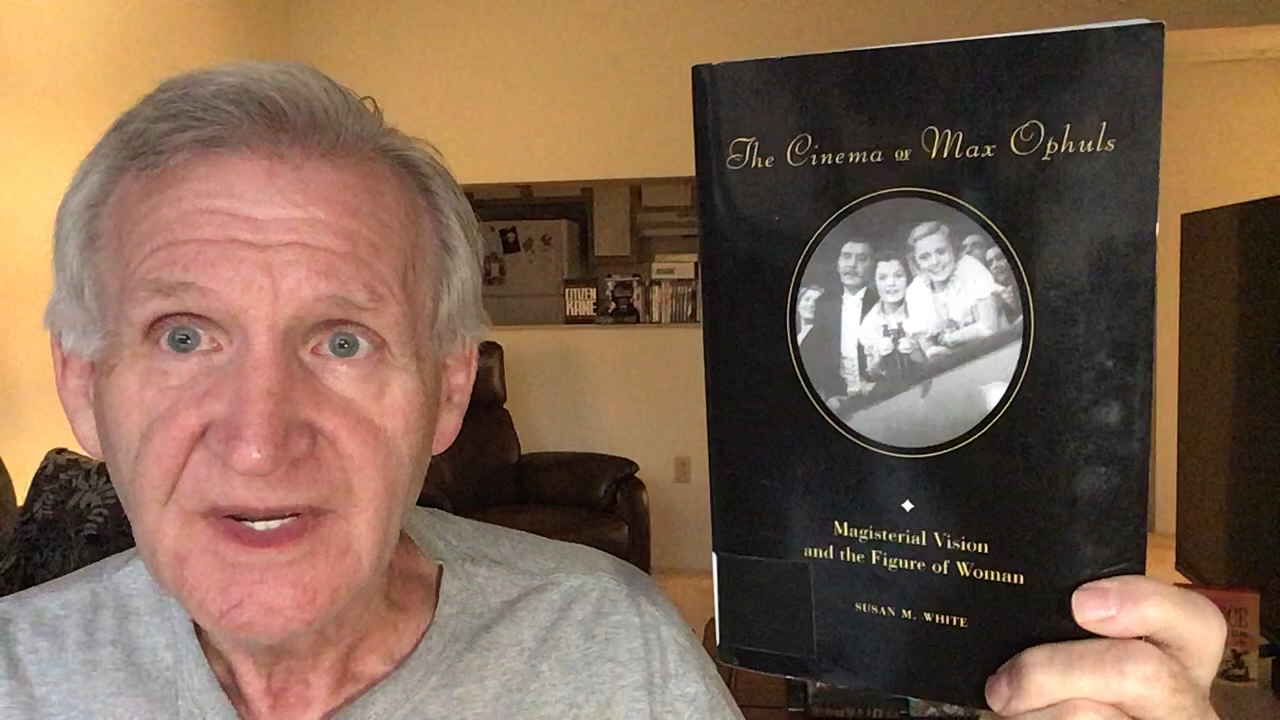 The Cinema of Max Ophuls
CITIZEN
KANE
Magisterial Vision
and the Figure of Woman
SUSAN M. WHITE